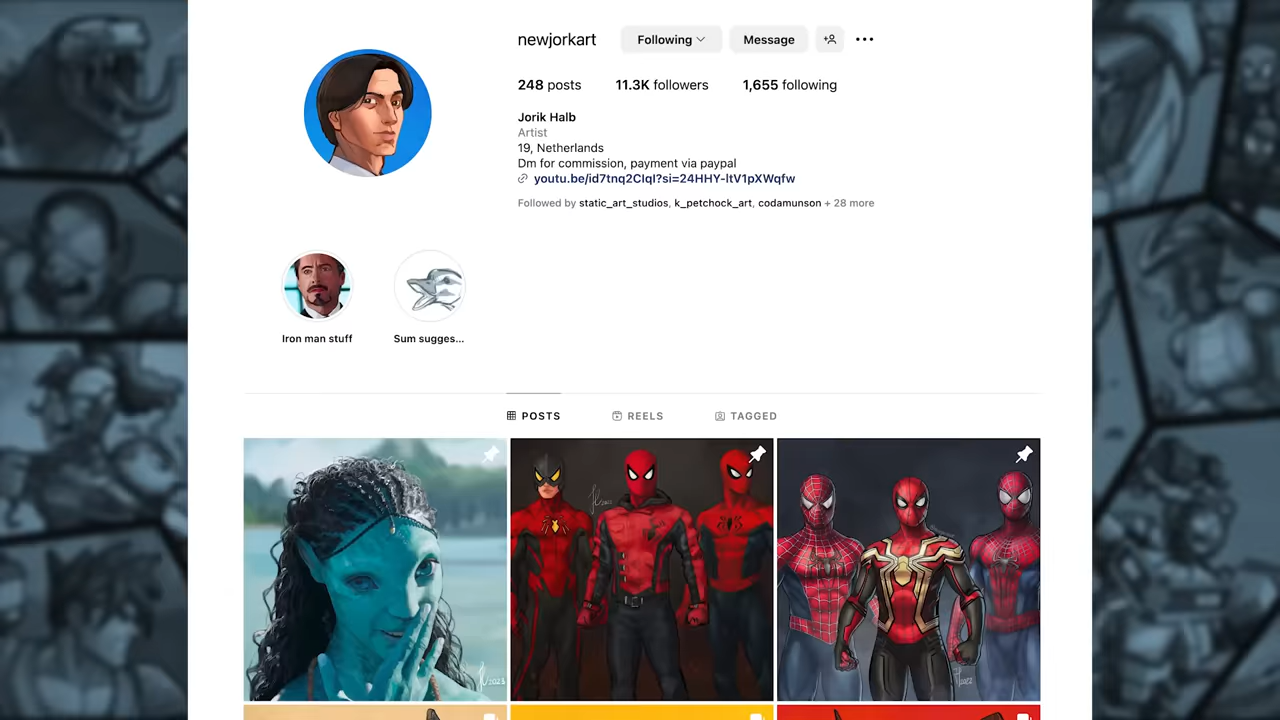 newjorkart Following Message
248 posts 11.3K followers 1,655 following
Jorik Halb
Artist
19, Netherlands
Dm for commission, payment via paypal
youtu.be/id7tnq2ClqI?si=24HHY-ltV1pXWqfw
Followed by static_art_studios, k_petchock_art, codamunson + 28 more
Iron man stuff Sum sugges...
POSTS REELS TAGGED
2023